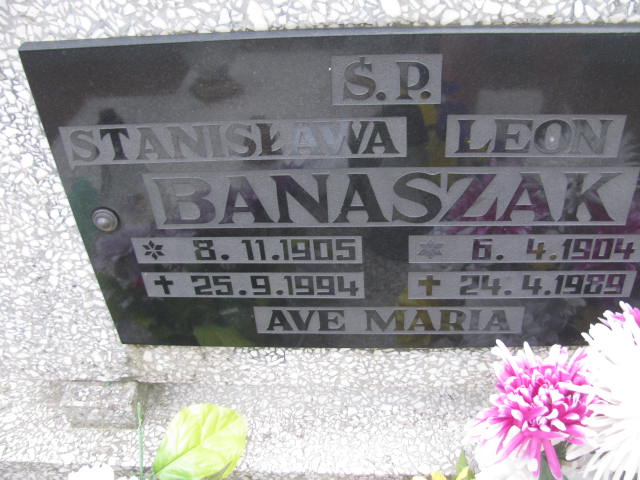 Ś.P.
STANISŁAWA LEON
BANASZAK
* 8.11.1905 * 6.4.1904
✝ 25.9.1994 ✝ 24.4.1989
AVE MARIA